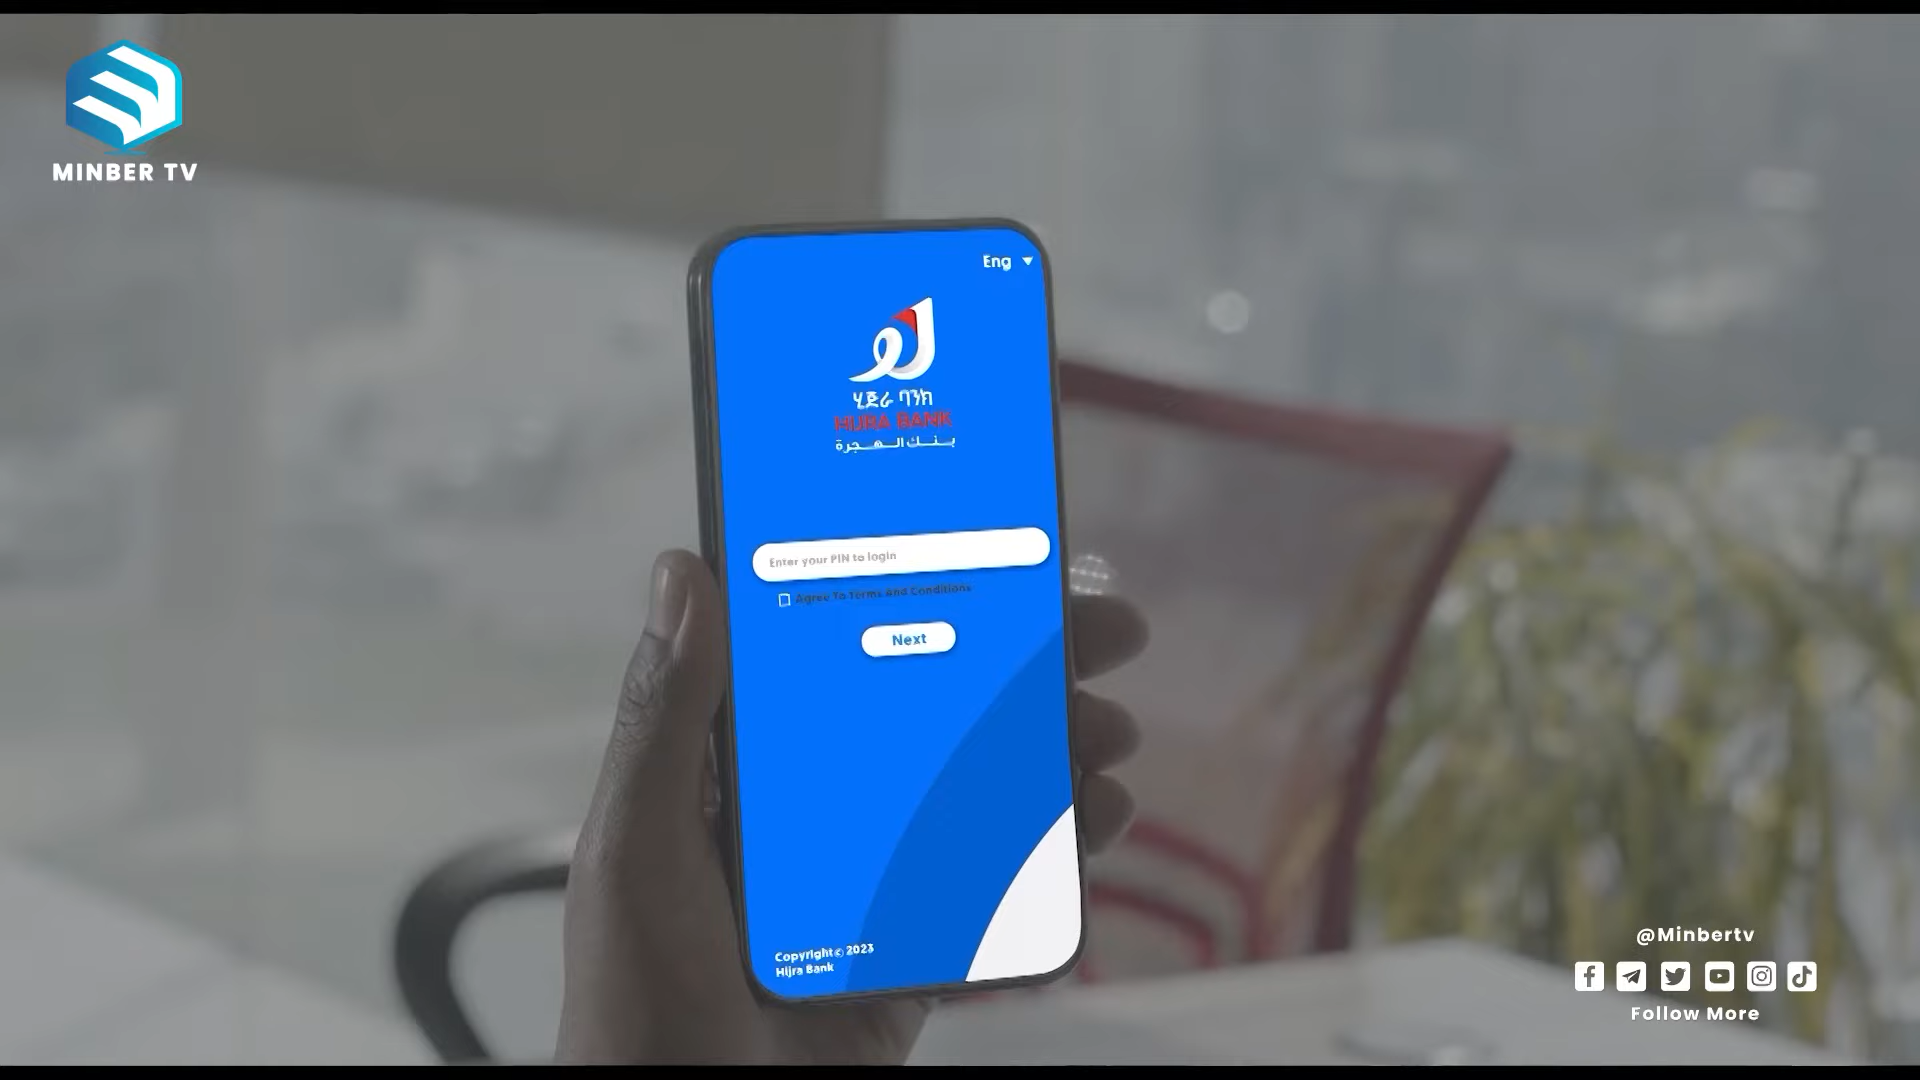 MINBER TV
Eng
ሂጅራ ባንክ
HIJRA BANK
بنك الهجرة
Enter your PIN to login
Agree To Terms And Conditions
Next
Copyright© 2023
Hijra Bank
@Minbertv
Follow More